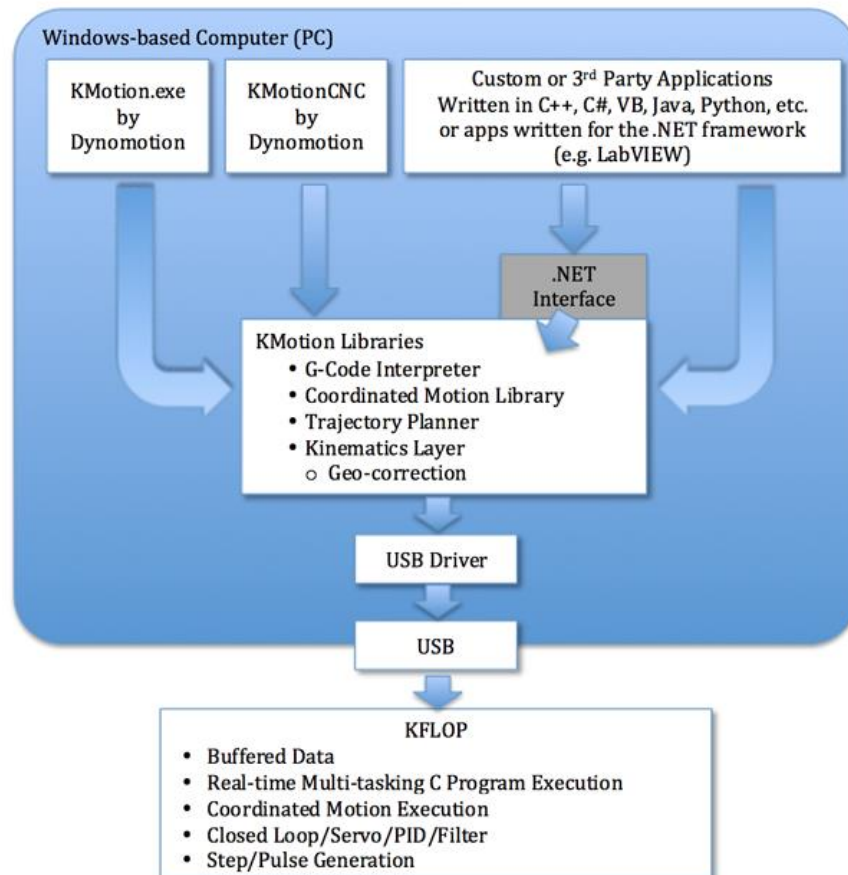 Windows-based Computer (PC)
KMotion.exe
by
Dynomotion
KMotionCNC
by
Dynomotion
Custom or 3rd Party Applications
Written in C++, C#, VB, Java, Python, etc.
or apps written for the .NET framework
(e.g. LabVIEW)
.NET
Interface
KMotion Libraries
• G-Code Interpreter
• Coordinated Motion Library
• Trajectory Planner
• Kinematics Layer
o Geo-correction
USB Driver
USB
KFLOP
• Buffered Data
• Real-time Multi-tasking C Program Execution
• Coordinated Motion Execution
• Closed Loop/Servo/PID/Filter
• Step/Pulse Generation